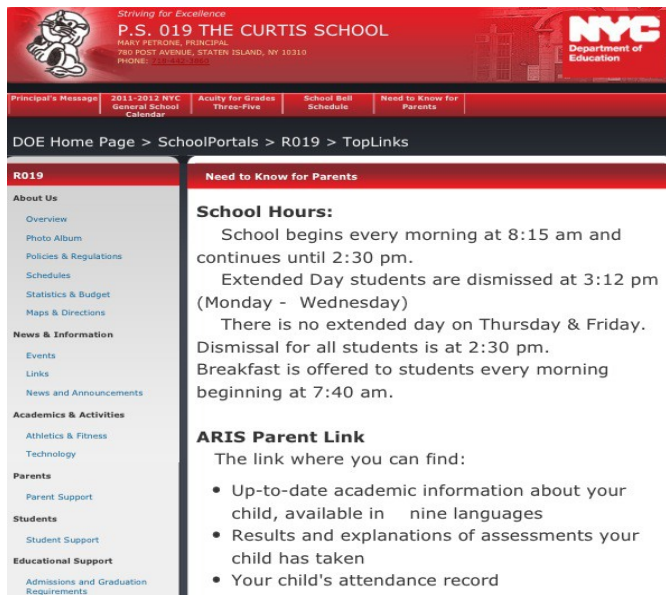 Striving for Excellence
P.S. 019 THE CURTIS SCHOOL
MARY PETRONE, PRINCIPAL
780 POST AVENUE, STATEN ISLAND, NY 10310
PHONE: 718-442-3860
NYC
Department of
Education
Principal's Message
2011-2012 NYC
General School
Calendar
Acuity for Grades
Three-Five
School Bell
Schedule
Need to Know for
Parents
DOE Home Page > SchoolPortals > R019 > TopLinks
R019
About Us
Overview
Photo Album
Policies & Regulations
Schedules
Statistics & Budget
Maps & Directions
News & Information
Events
Links
News and Announcements
Academics & Activities
Athletics & Fitness
Technology
Parents
Parent Support
Students
Student Support
Educational Support
Admissions and Graduation
Requirements
Need to Know for Parents
School Hours:
School begins every morning at 8:15 am and
continues until 2:30 pm.
Extended Day students are dismissed at 3:12 pm
(Monday - Wednesday)
There is no extended day on Thursday & Friday.
Dismissal for all students is at 2:30 pm.
Breakfast is offered to students every morning
beginning at 7:40 am.
ARIS Parent Link
The link where you can find:
• Up-to-date academic information about your
child, available in nine languages
• Results and explanations of assessments your
child has taken
• Your child's attendance record